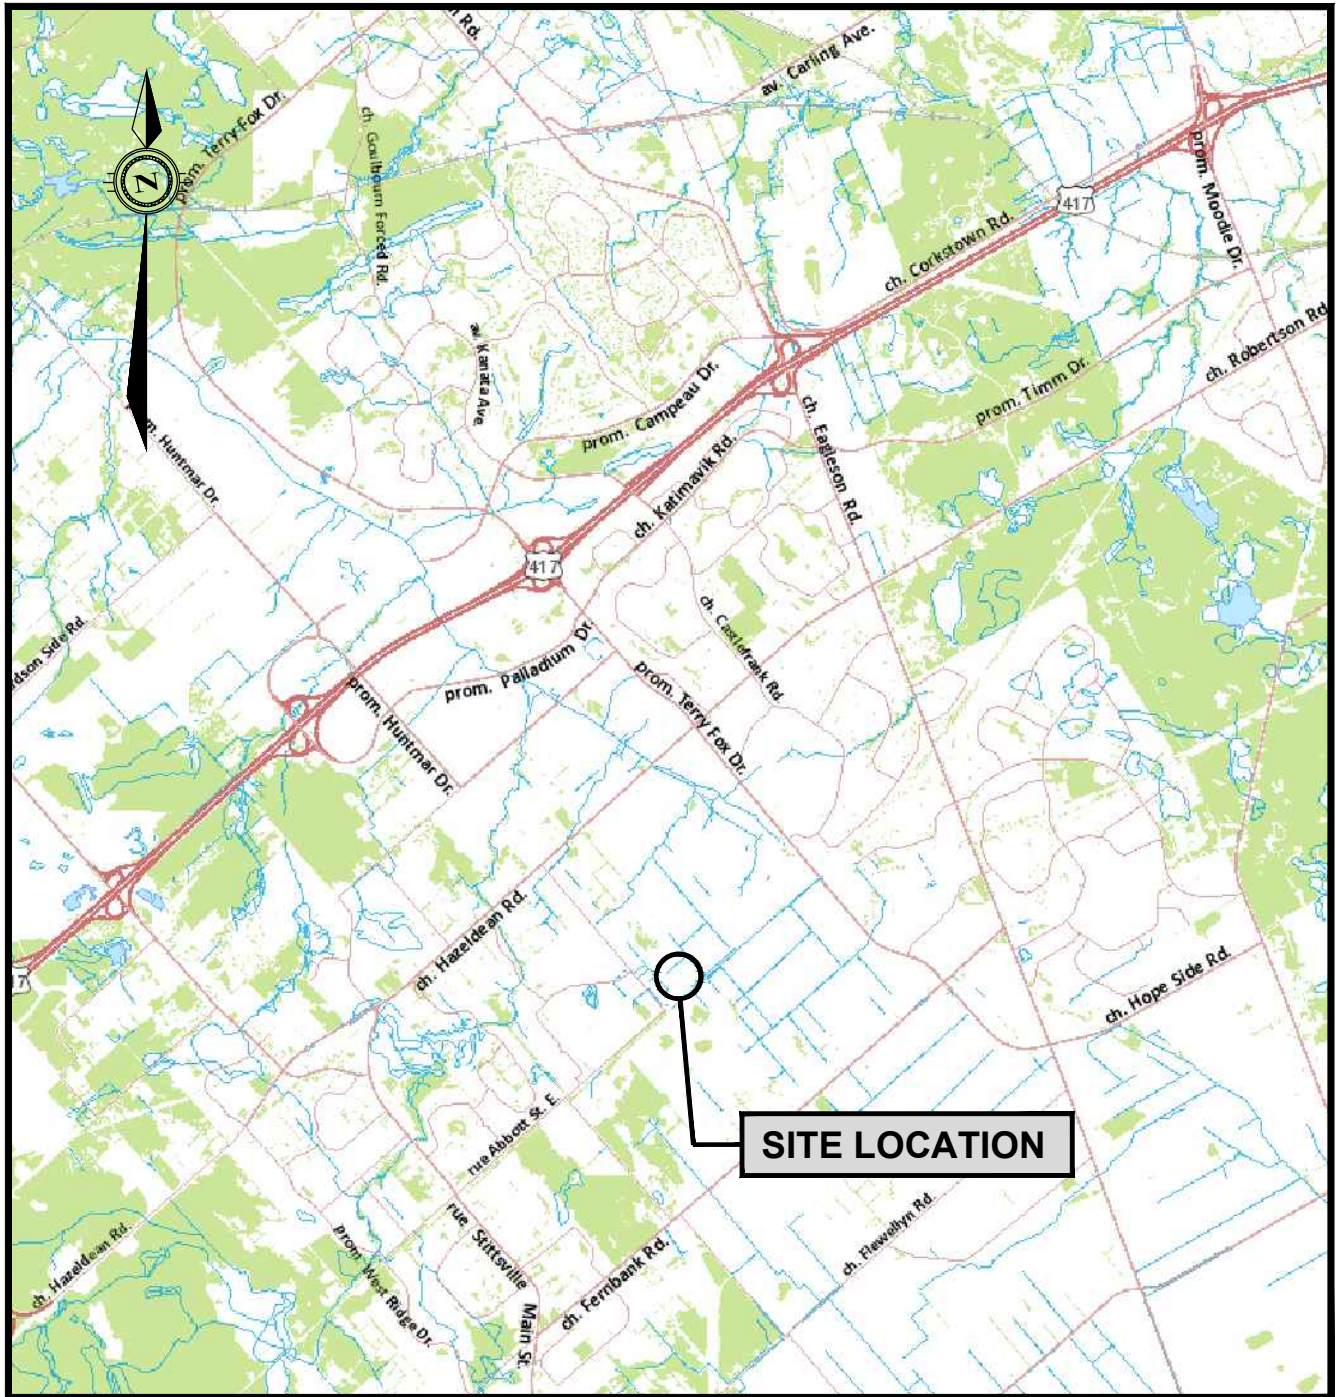 av. Carling Ave.
prom. Terry Fox Dr.
ch. Goulbourn Forced Rd.
N
417
prom. Moodie Dr.
ch. Corkstown Rd.
ch. Robertson Rd
av. Kanata Ave.
prom. Campeau Dr.
prom. Timm Dr.
ch. Eagleson Rd.
ch. Katimavik Rd.
Huntmar Dr.
417
ch. Castlefrank Rd.
prom. Palladium Dr.
prom. Terry Fox Dr.
prom. Huntmar Dr.
ch. Hazeldean Rd.
ch. Hope Side Rd.
SITE LOCATION
rue Abbott St. E.
rue Stittsville Main St.
ch. Flewellyn Rd.
ch. Fernbank Rd.
ch. Hazeldean Rd.
prom. West Ridge Dr.